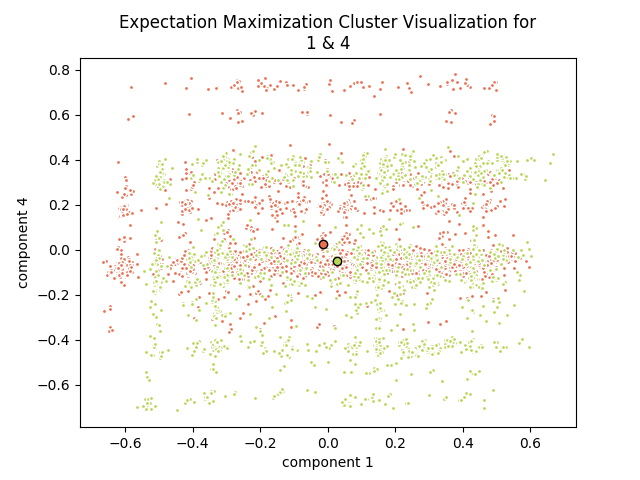 Expectation Maximization Cluster Visualization for
1 & 4
0.8
0.6
0.4
0.2
0.0
−0.2
−0.4
−0.6
component 4
−0.6 −0.4 −0.2 0.0 0.2 0.4 0.6
component 1